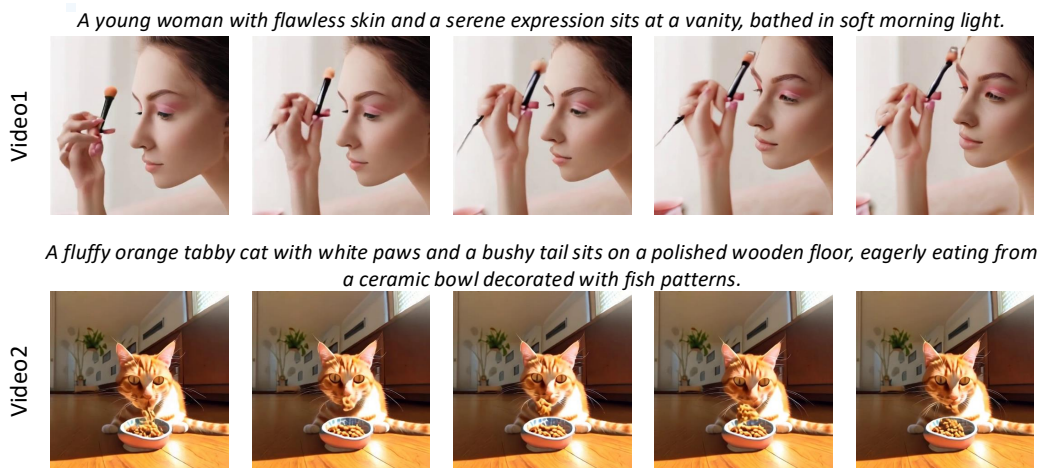 A young woman with flawless skin and a serene expression sits at a vanity, bathed in soft morning light.
Video1
A fluffy orange tabby cat with white paws and a bushy tail sits on a polished wooden floor, eagerly eating from
a ceramic bowl decorated with fish patterns.
Video2